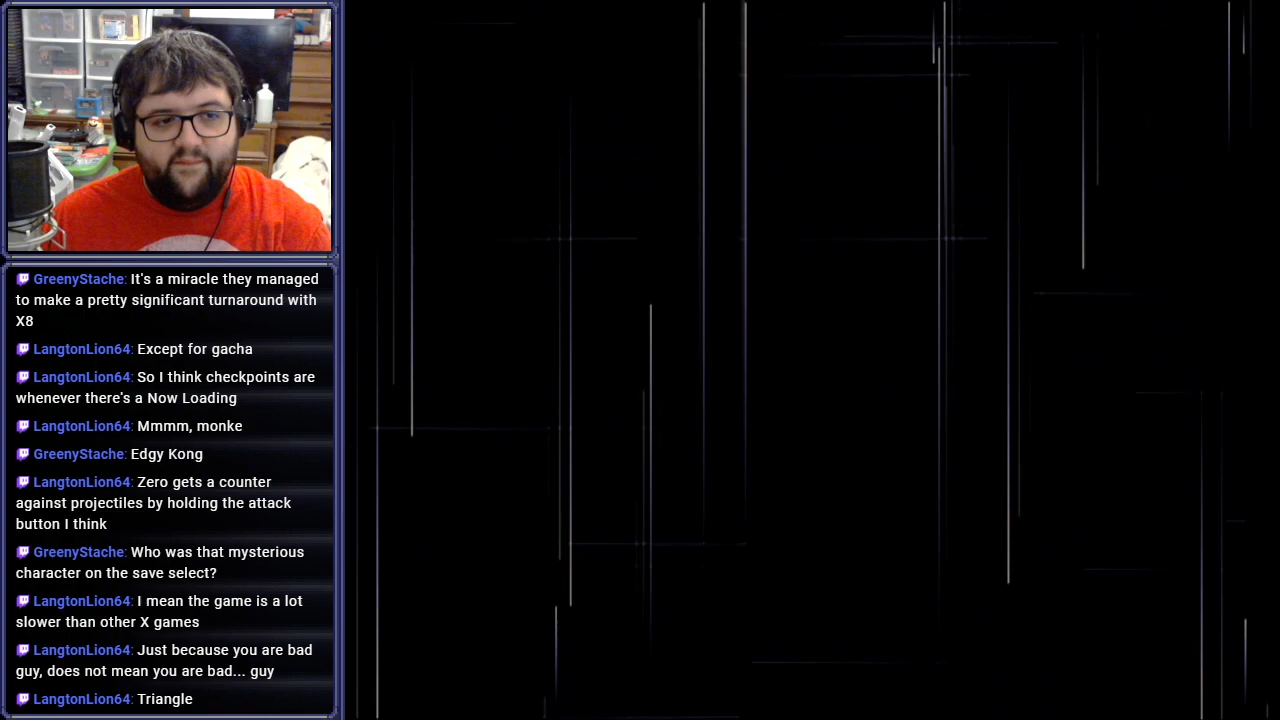 GreenyStache: It's a miracle they managed
to make a pretty significant turnaround with
X8
LangtonLion64: Except for gacha
LangtonLion64: So I think checkpoints are
whenever there's a Now Loading
LangtonLion64: Mmmm, monke
GreenyStache: Edgy Kong
LangtonLion64: Zero gets a counter
against projectiles by holding the attack
button I think
GreenyStache: Who was that mysterious
character on the save select?
LangtonLion64: I mean the game is a lot
slower than other X games
LangtonLion64: Just because you are bad
guy, does not mean you are bad... guy
LangtonLion64: Triangle